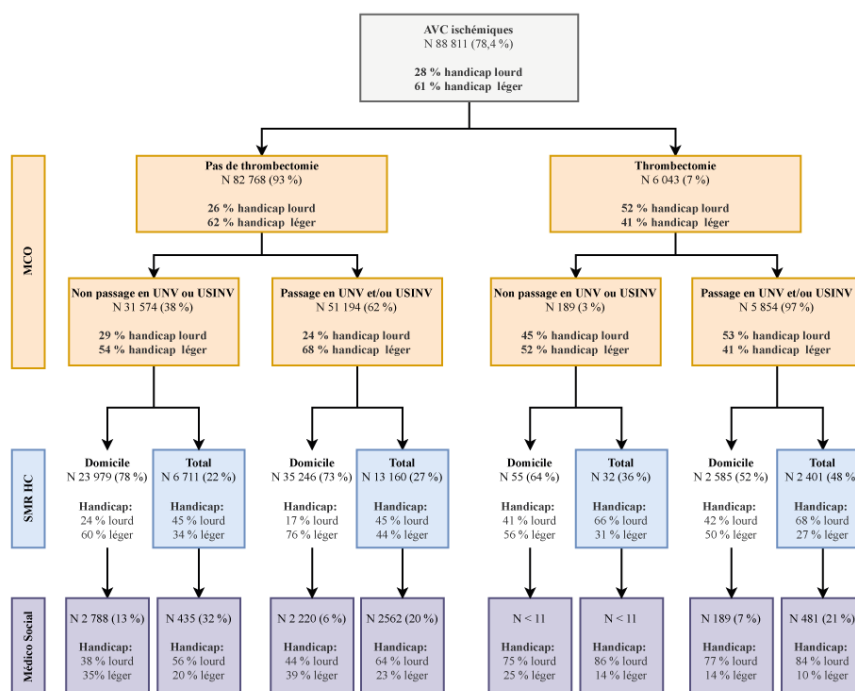 AVC ischémiques
N 88 811 (78,4 %)
28 % handicap lourd
61 % handicap léger
MCO
Pas de thrombectomie
N 82 768 (93 %)
26 % handicap lourd
62 % handicap léger
Thrombectomie
N 6 043 (7 %)
52 % handicap lourd
41 % handicap léger
Non passage en UNV ou USINV
N 31 574 (38 %)
29 % handicap lourd
54 % handicap léger
Passage en UNV et/ou USINV
N 51 194 (62 %)
24 % handicap lourd
68 % handicap léger
Non passage en UNV ou USINV
N 189 (3 %)
45 % handicap lourd
52 % handicap léger
Passage en UNV et/ou USINV
N 5 854 (97 %)
53 % handicap lourd
41 % handicap léger
SMR HC
Domicile
N 23 979 (78 %)
Handicap:
24 % lourd
60 % léger
Total
N 6 711 (22 %)
Handicap:
45 % lourd
34 % léger
Domicile
N 35 246 (73 %)
Handicap:
17 % lourd
76 % léger
Total
N 13 160 (27 %)
Handicap:
45 % lourd
44 % léger
Domicile
N 55 (64 %)
Handicap:
41 % lourd
56 % léger
Total
N 32 (36 %)
Handicap:
66 % lourd
31 % léger
Domicile
N 2 585 (52 %)
Handicap:
42 % lourd
50 % léger
Total
N 2 401 (48 %
Handicap:
68 % lourd
27 % léger
Médico Social
N 2 788 (13 %)
Handicap:
38 % lourd
35% léger
N 435 (32 %)
Handicap:
56 % lourd
20 % léger
N 2 220 (6 %)
Handicap:
44 % lourd
39 % léger
N 2562 (20 %)
Handicap:
64 % lourd
23 % léger
N < 11
Handicap:
75 % lourd
25 % léger
N < 11
Handicap:
86 % lourd
14 % léger
N 189 (7 %)
Handicap:
77 % lourd
14 % léger
N 481 (21 %)
Handicap:
84 % lourd
10 % léger